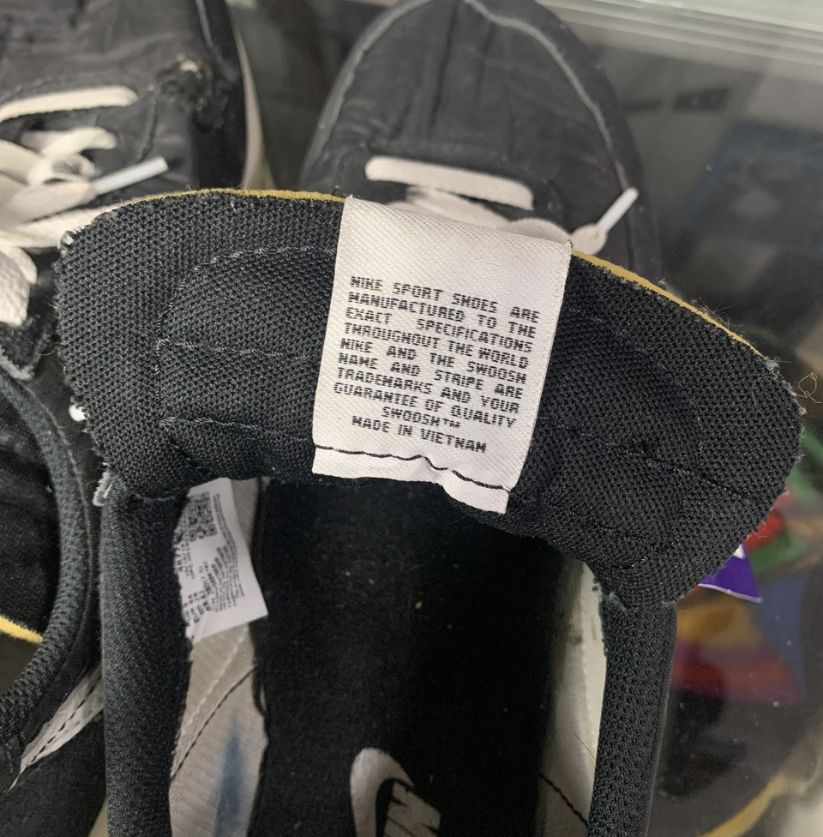 NIKE SPORT SHOES ARE
MANUFACTURED TO THE
EXACT SPECIFICATIONS
THROUGHOUT THE WORLD
NIKE AND THE SWOOSH
NAME AND STRIPE ARE
TRADEMARKS AND YOUR
GUARANTEE OF QUALITY
SWOOSH™
MADE IN VIETNAM